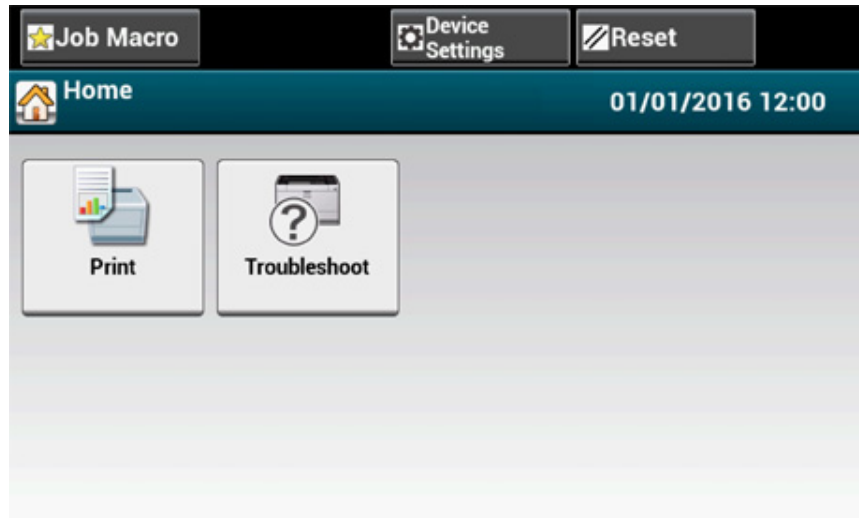 Job Macro
Device
Settings
Reset
Home
01/01/2016 12:00
Print
Troubleshoot
?